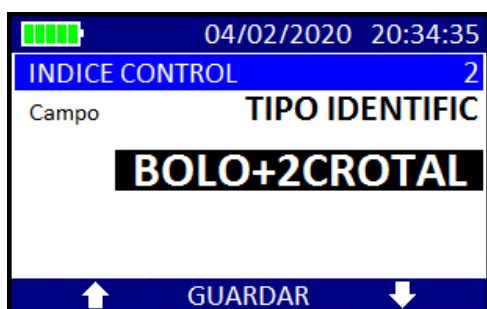 04/02/2020 20:34:35
INDICE CONTROL 2
Campo TIPO IDENTIFIC
BOLO+2CROTAL
GUARDAR